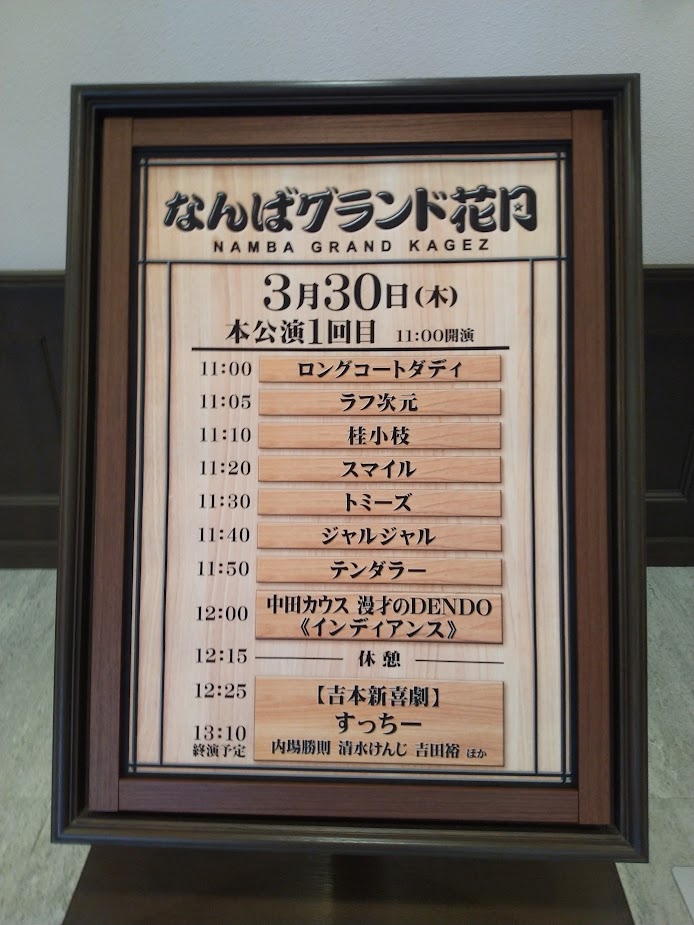 なんばグランド花月
NAMBA GRAND KAGEZ
3月30日(木)
本公演1回目 11:00開演
11:00 ロングコートダディ
11:05 ラフ次元
11:10 桂小枝
11:20 スマイル
11:30 トミーズ
11:40 ジャルジャル
11:50 テンダラー
12:00 中田カウス 漫才のDENDO
《インディアンス》
12:15 休憩
12:25 【吉本新喜劇】
すっちー
13:10
終演予定 内場勝則 清水けんじ 吉田裕 ほか